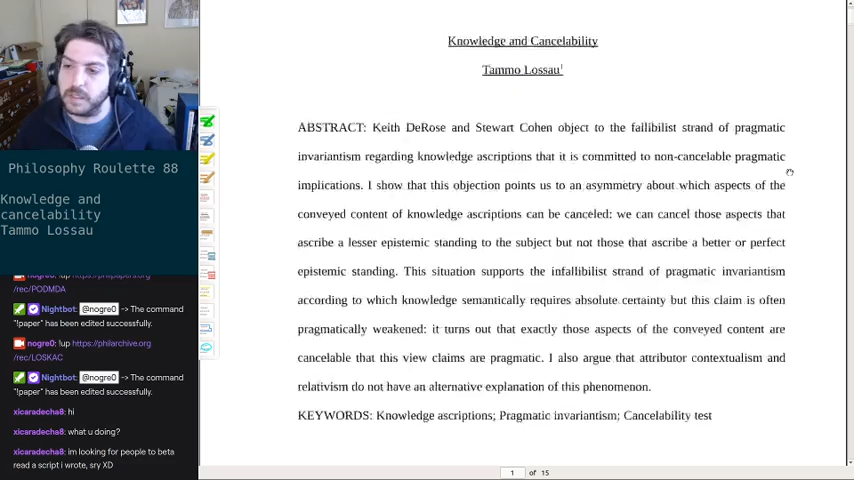 Knowledge and Cancelability
Tammo Lossau¹
ABSTRACT: Keith DeRose and Stewart Cohen object to the fallibilist strand of pragmatic
invariantism regarding knowledge ascriptions that it is committed to non-cancelable pragmatic
implications. I show that this objection points us to an asymmetry about which aspects of the
conveyed content of knowledge ascriptions can be canceled: we can cancel those aspects that
ascribe a lesser epistemic standing to the subject but not those that ascribe a better or perfect
epistemic standing. This situation supports the infallibilist strand of pragmatic invariantism
according to which knowledge semantically requires absolute certainty but this claim is often
pragmatically weakened: it turns out that exactly those aspects of the conveyed content are
cancelable that this view claims are pragmatic. I also argue that attributor contextualism and
relativism do not have an alternative explanation of this phenomenon.
KEYWORDS: Knowledge ascriptions; Pragmatic invariantism; Cancelability test
1 of 15
Philosophy Roulette 88
Knowledge and
cancelability
Tammo Lossau
nogre0: !up https://philpapers.org
/rec/PODMDA
Nightbot: @nogre0 -> The command
"!paper" has been edited successfully.
nogre0: !up https://philarchive.org
/rec/LOSKAC
Nightbot: @nogre0 -> The command
"!paper" has been edited successfully.
xicaradecha8: hi
xicaradecha8: what u doing?
xicaradecha8: im looking for people to beta
read a script i wrote, sry XD